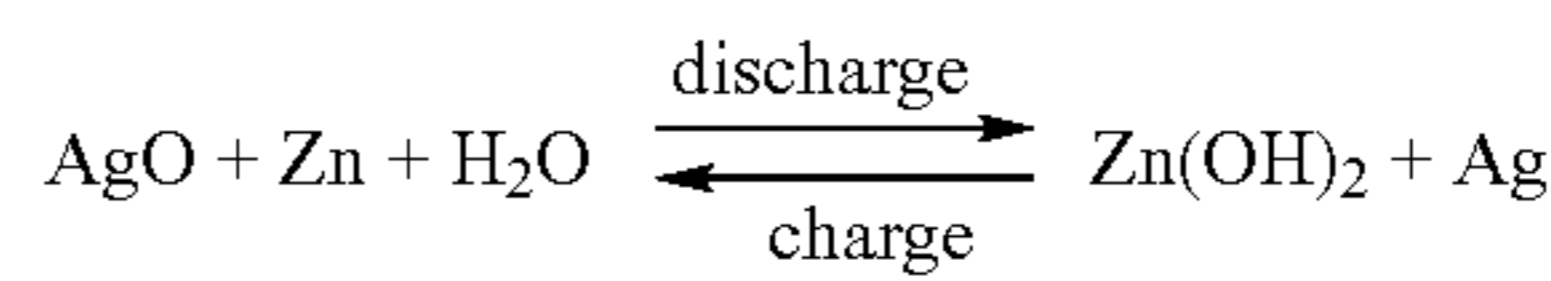 discharge
AgO + Zn + H₂O ⇌ Zn(OH)₂ + Ag
charge